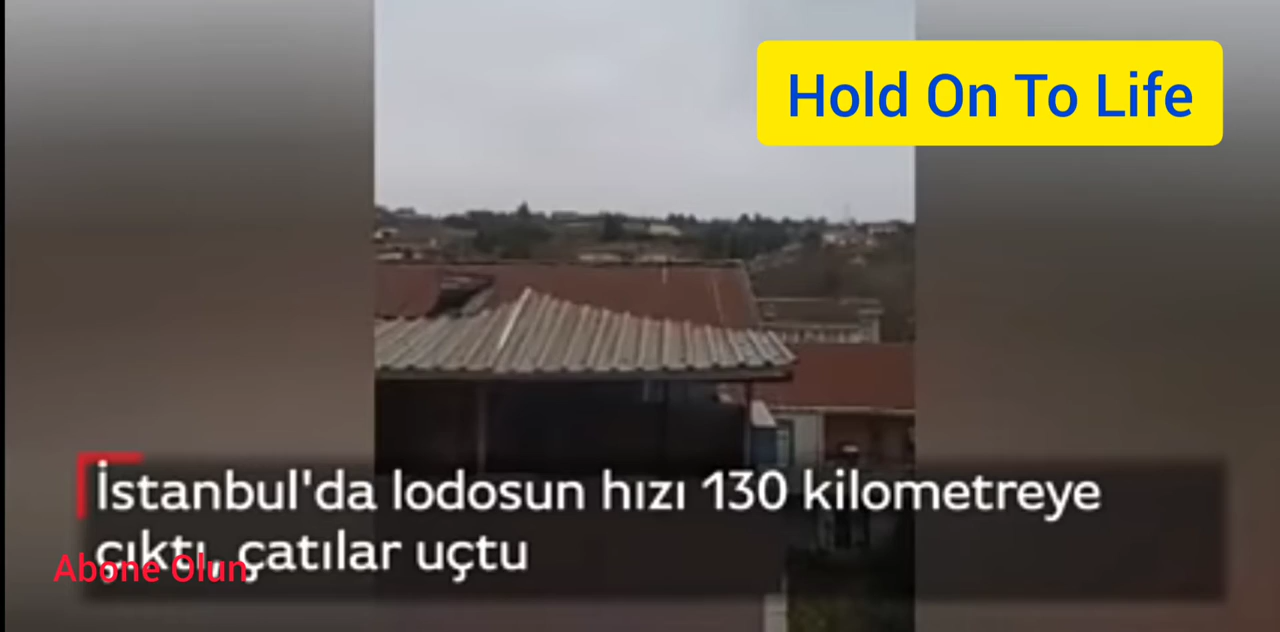 Hold On To Life
İstanbul'da lodosun hızı 130 kilometreye
çıktı, çatılar uçtu
Abone Olun